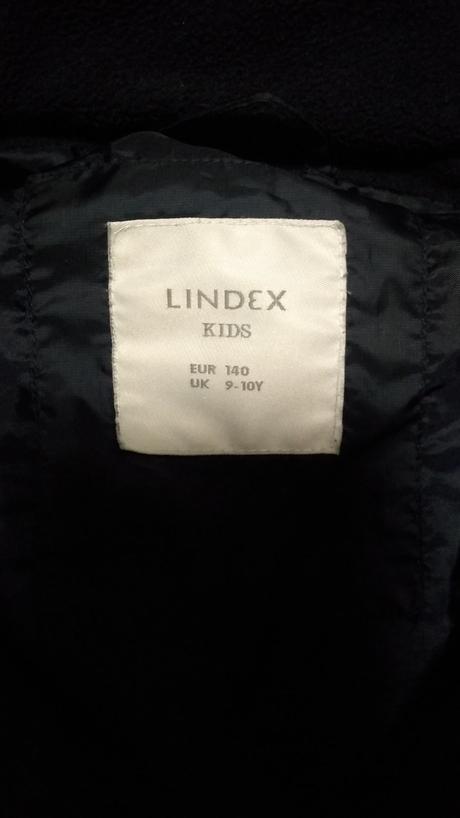 LINDEX
KIDS
EUR 140
UK 9-10Y